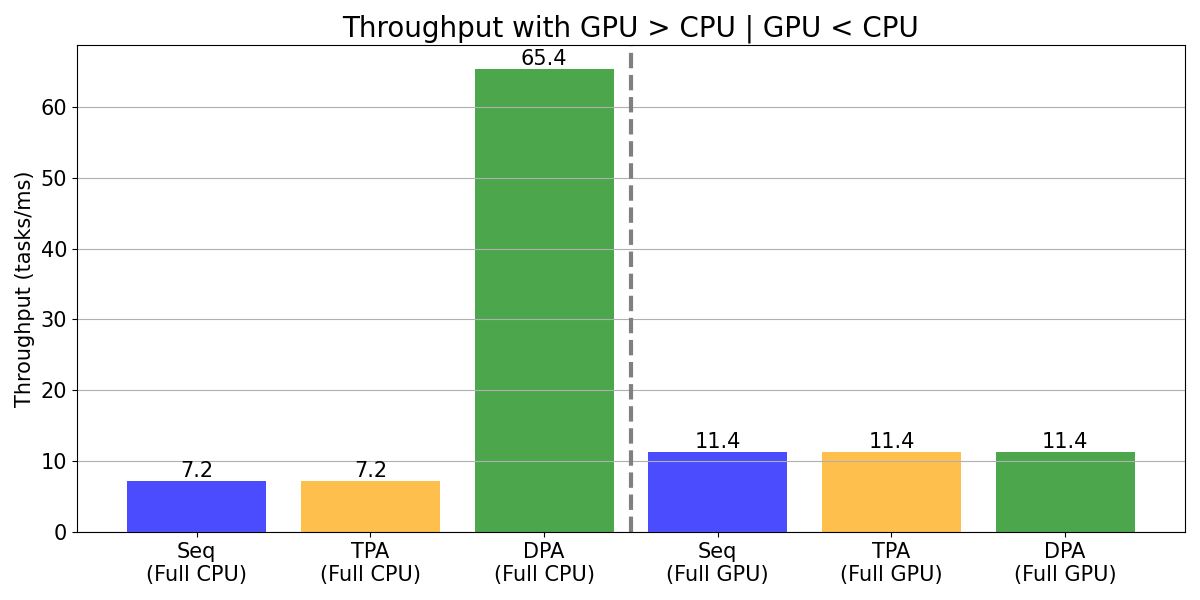 Throughput with GPU > CPU | GPU < CPU
Throughput (tasks/ms)
60
50
40
30
20
10
0
7.2
7.2
65.4
11.4
11.4
11.4
Seq
(Full CPU)
TPA
(Full CPU)
DPA
(Full CPU)
Seq
(Full GPU)
TPA
(Full GPU)
DPA
(Full GPU)